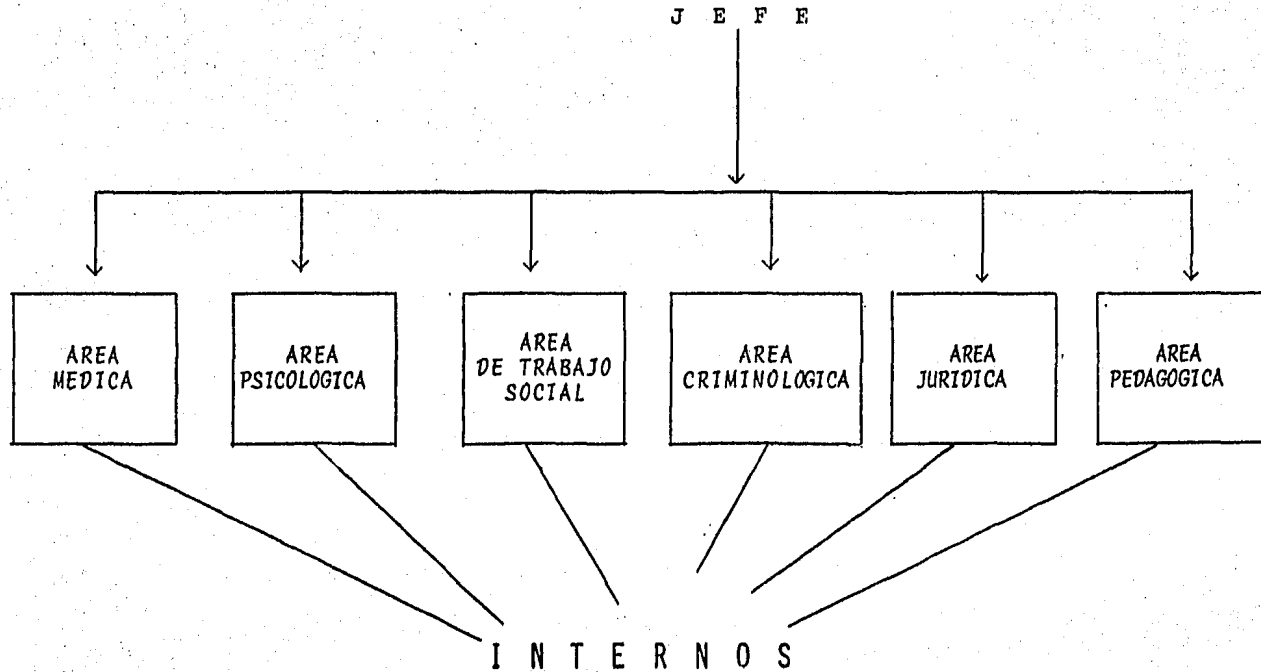 J E F E
AREA
MEDICA
AREA
PSICOLOGICA
AREA
DE TRABAJO
SOCIAL
AREA
CRIMINOLOGICA
AREA
JURIDICA
AREA
PEDAGOGICA
I N T E R N O S